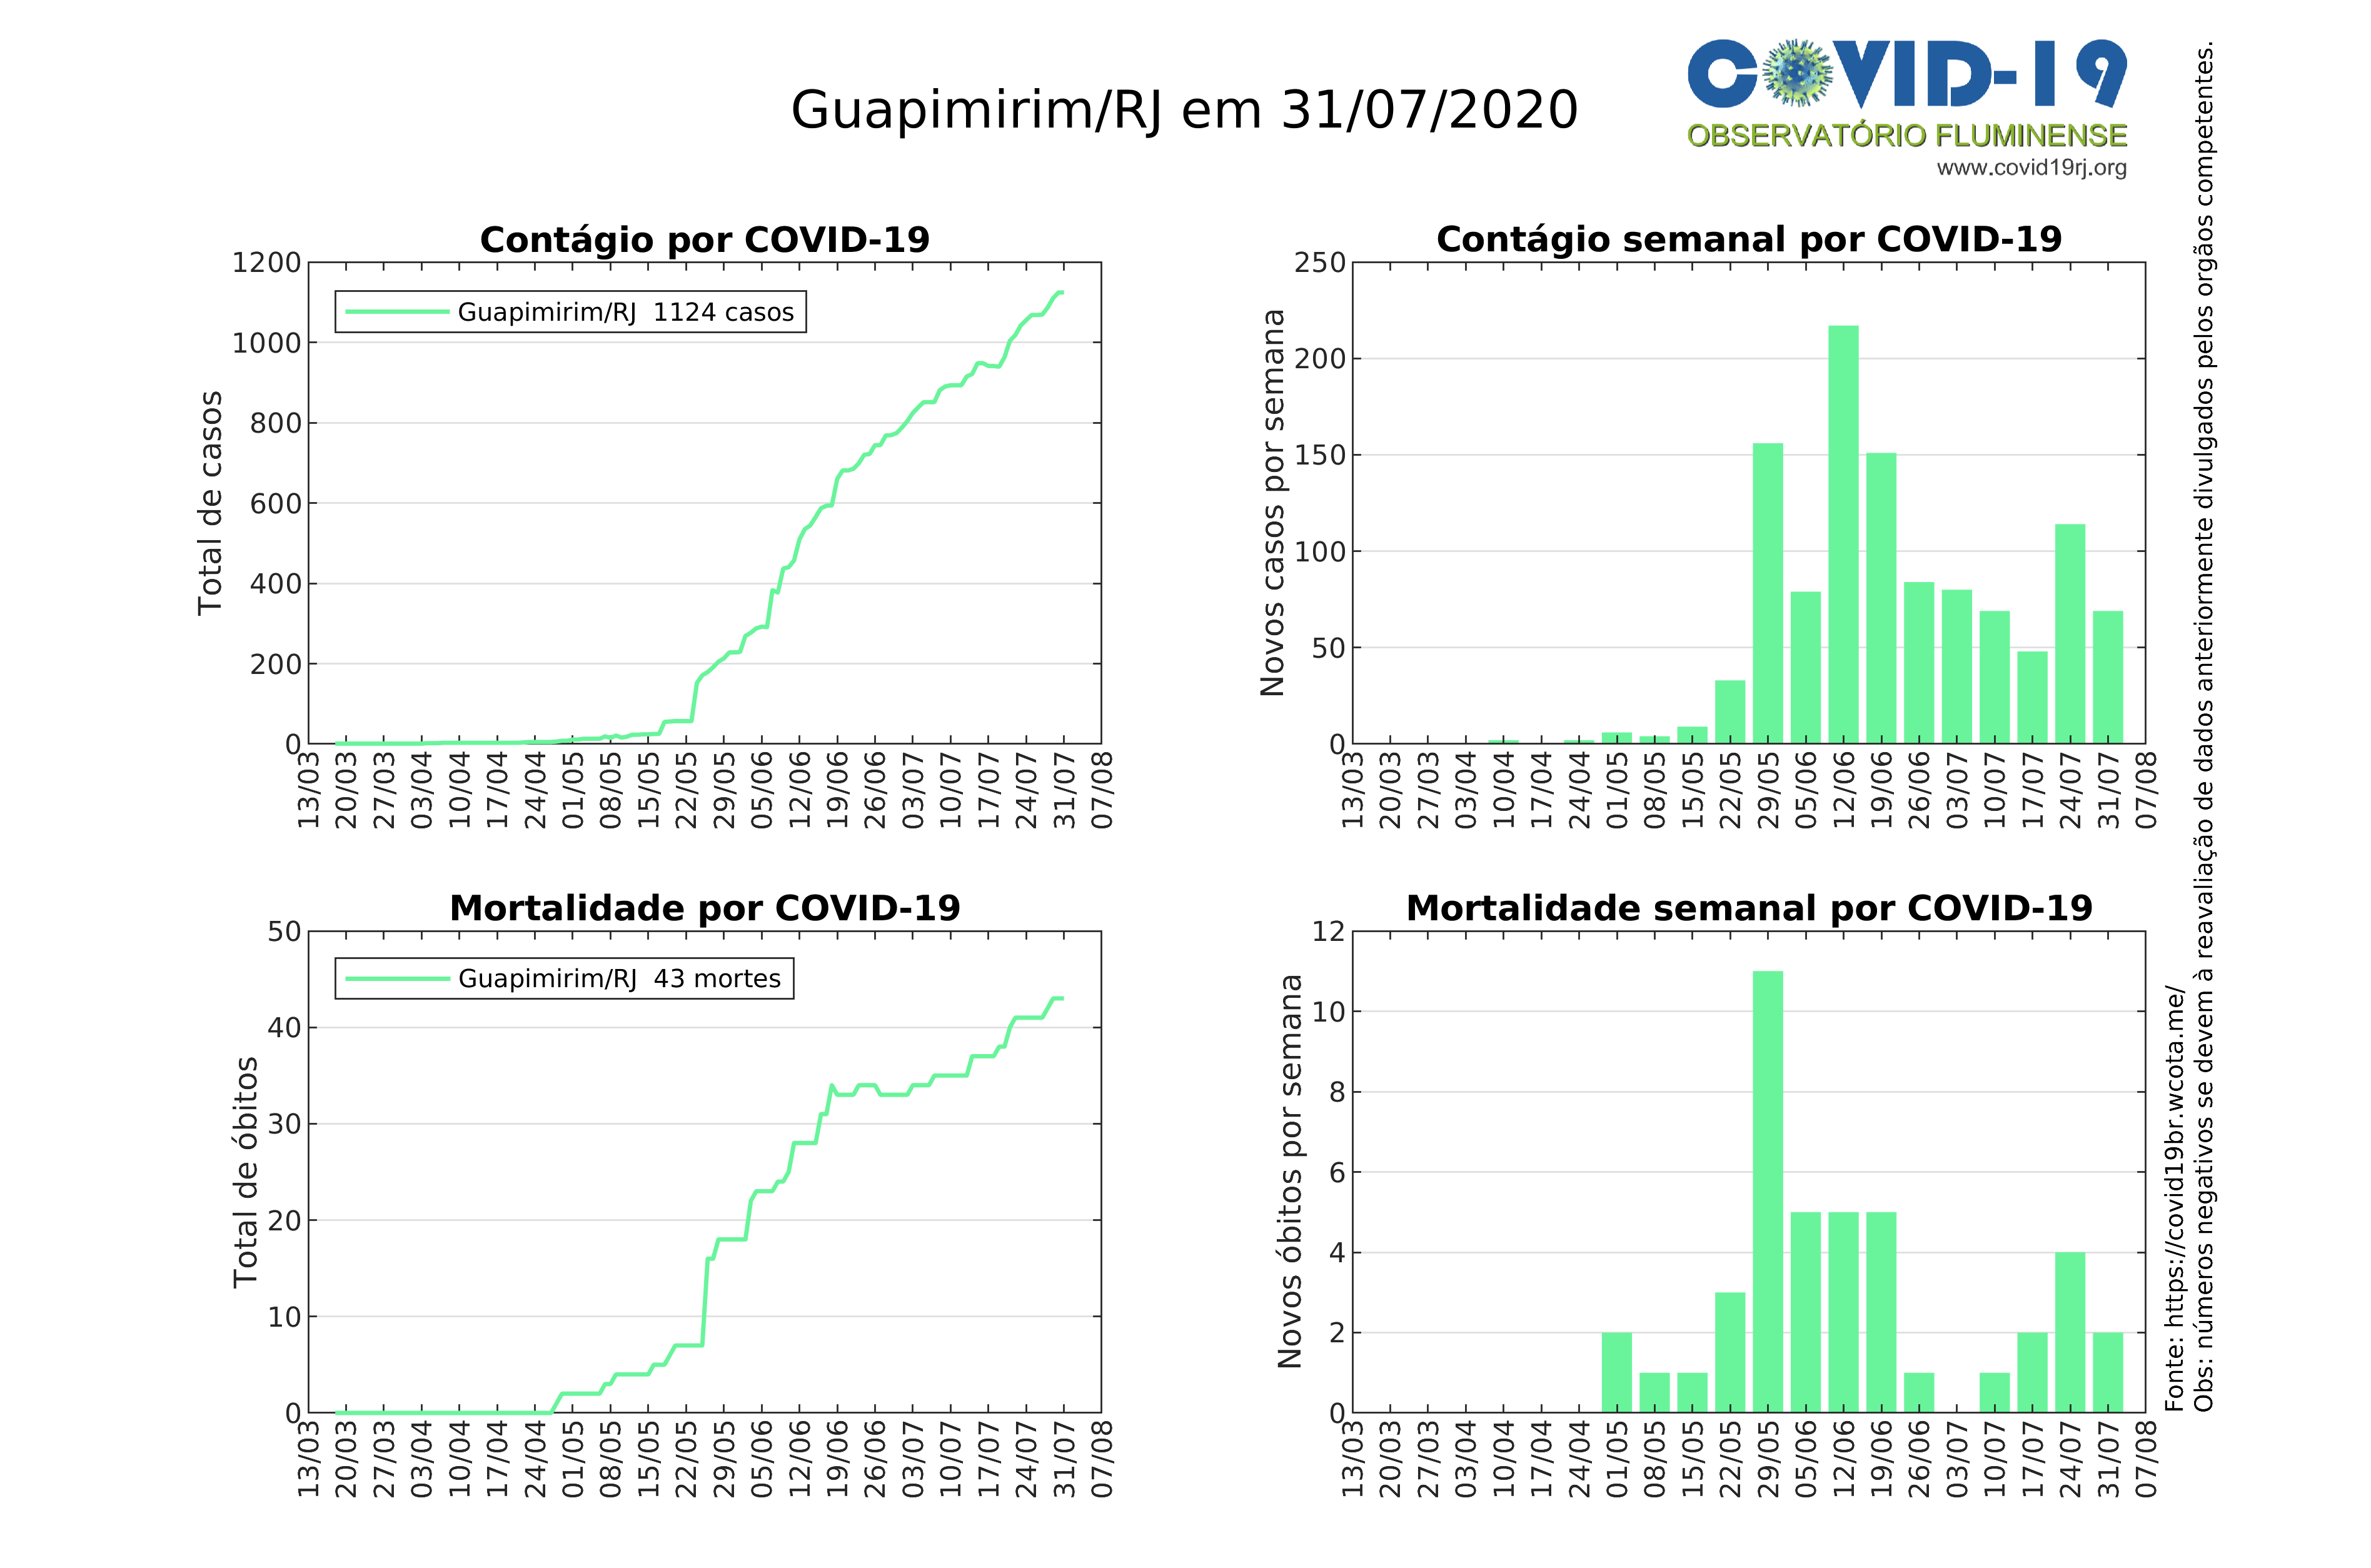 Guapimirim/RJ em 31/07/2020
COVID-19
OBSERVATÓRIO FLUMINENSE
www.covid19rj.org
Contágio por COVID-19
Total de casos
1200
1000
800
600
400
200
0
Guapimirim/RJ 1124 casos
13/03 20/03 27/03 03/04 10/04 17/04 24/04 01/05 08/05 15/05 22/05 29/05 05/06 12/06 19/06 26/06 03/07 10/07 17/07 24/07 31/07 07/08
Contágio semanal por COVID-19
Novos casos por semana
250
200
150
100
50
0
13/03 20/03 27/03 03/04 10/04 17/04 24/04 01/05 08/05 15/05 22/05 29/05 05/06 12/06 19/06 26/06 03/07 10/07 17/07 24/07 31/07 07/08
Mortalidade por COVID-19
Total de óbitos
50
40
30
20
10
0
Guapimirim/RJ 43 mortes
13/03 20/03 27/03 03/04 10/04 17/04 24/04 01/05 08/05 15/05 22/05 29/05 05/06 12/06 19/06 26/06 03/07 10/07 17/07 24/07 31/07 07/08
Mortalidade semanal por COVID-19
Novos óbitos por semana
12
10
8
6
4
2
0
13/03 20/03 27/03 03/04 10/04 17/04 24/04 01/05 08/05 15/05 22/05 29/05 05/06 12/06 19/06 26/06 03/07 10/07 17/07 24/07 31/07 07/08
Fonte: https://covid19br.wcota.me/
Obs: números negativos se devem à reavaliação de dados anteriormente divulgados pelos orgãos competentes.